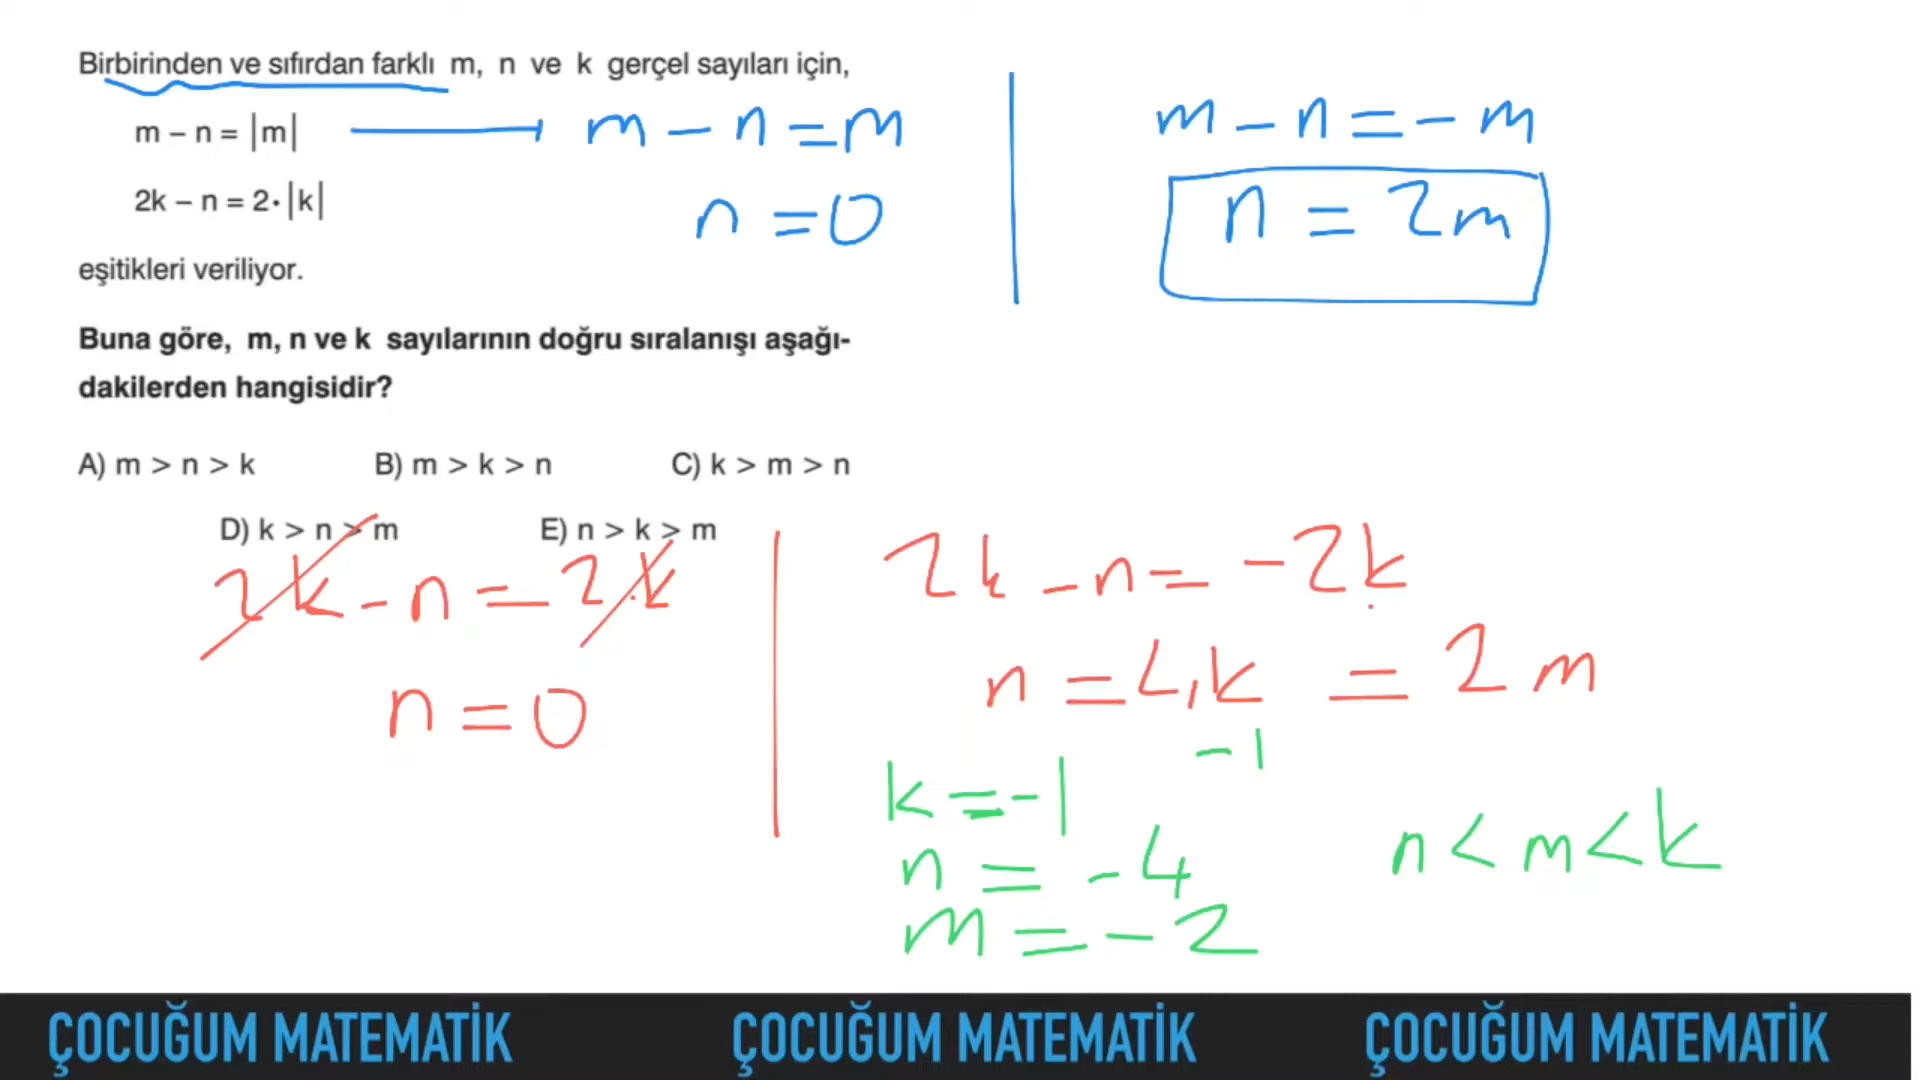 Birbirinden ve sıfırdan farklı m, n ve k gerçel sayıları için,
m − n = |m|
m − n = m
m − n = − m
2k − n = 2·|k|
n = 0
n = 2m
eşitikleri veriliyor.
Buna göre, m, n ve k sayılarının doğru sıralanışı aşağı-
dakilerden hangisidir?
A) m > n > k B) m > k > n C) k > m > n
D) k > n > m E) n > k > m
2k − n = 2.k
n = 0
2k − n = −2k
n = 4.k = 2m
−1
k = −1
n = −4
m = −2
n < m < k
ÇOCUĞUM MATEMATİK ÇOCUĞUM MATEMATİK ÇOCUĞUM MATEMATİK